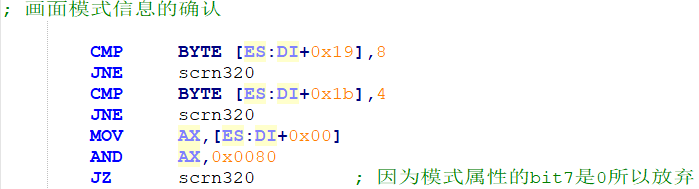 ; 画面模式信息的确认
CMP BYTE [ES:DI+0x19],8
JNE scrn320
CMP BYTE [ES:DI+0x1b],4
JNE scrn320
MOV AX,[ES:DI+0x00]
AND AX,0x0080
JZ scrn320 ; 因为模式属性的bit7是0所以放弃